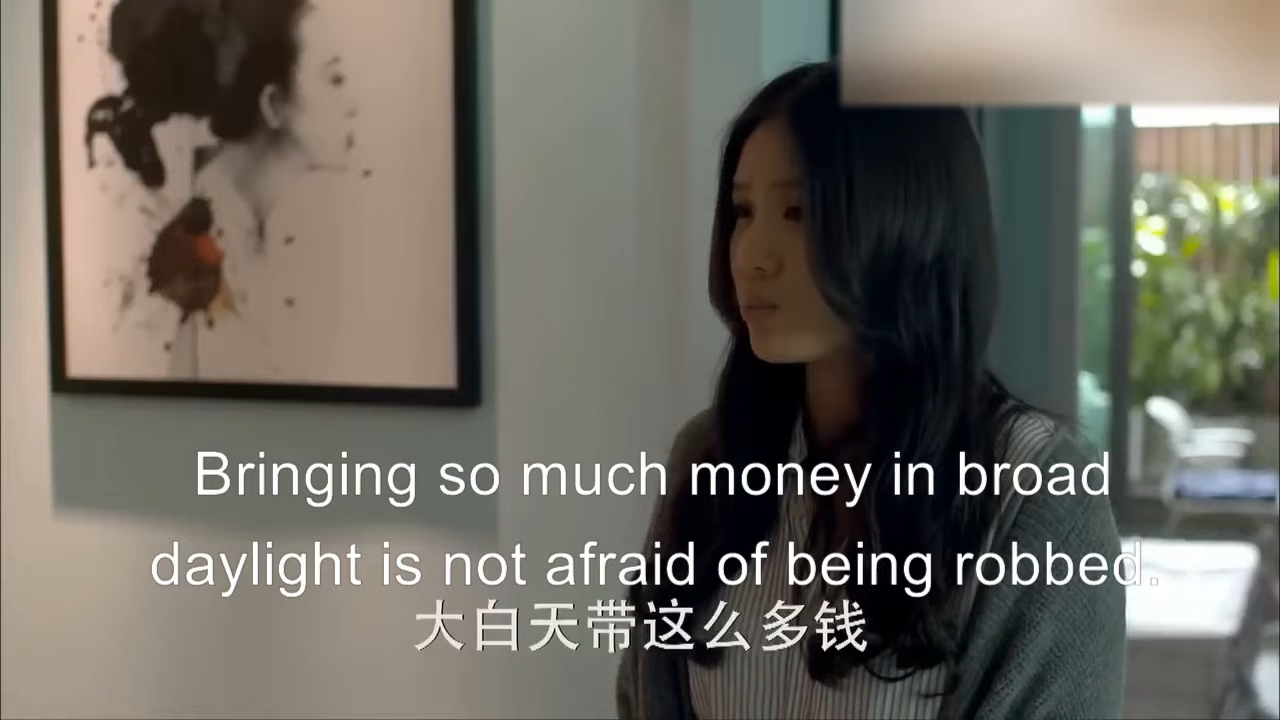 Bringing so much money in broad
daylight is not afraid of being robbed.
大白天带这么多钱